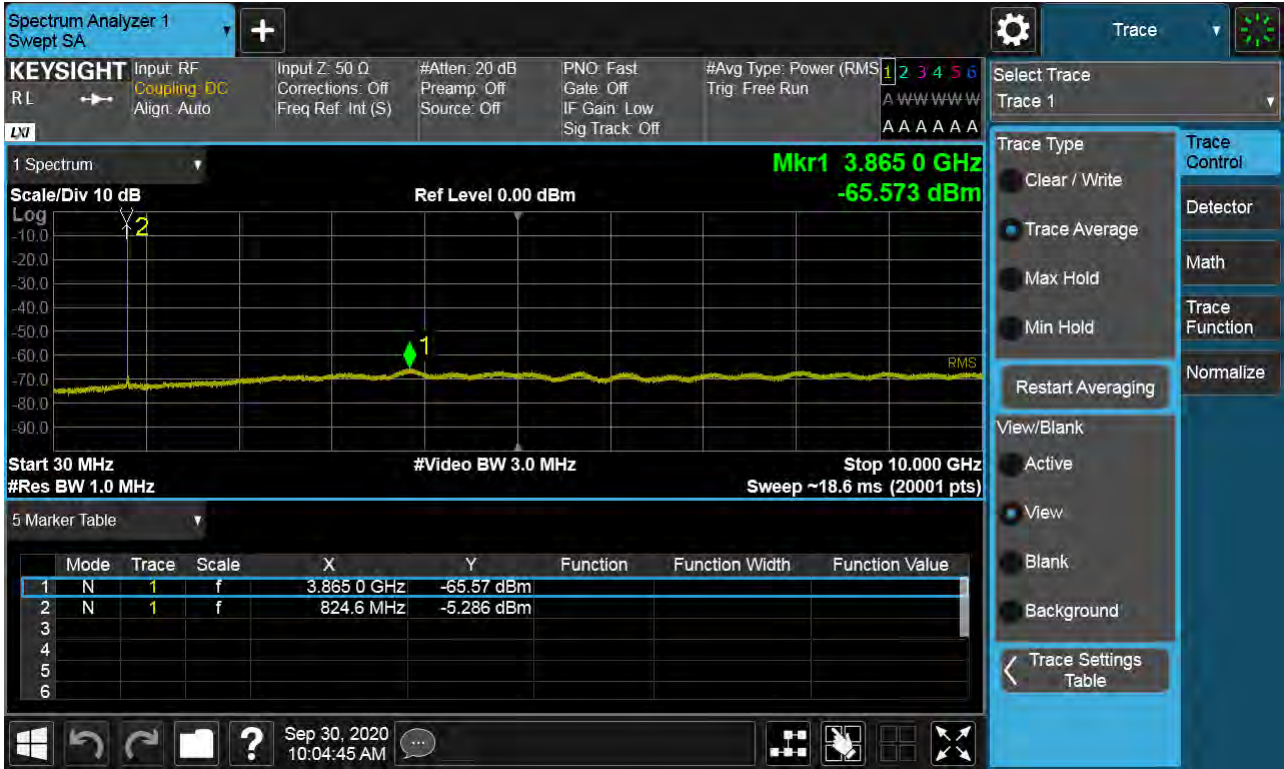 Spectrum Analyzer 1
Swept SA
+
Trace
KEYSIGHT
RL
LXI
Input: RF
Coupling: DC
Align: Auto
Input Z: 50 Ω
Corrections: Off
Freq Ref: Int (S)
#Atten: 20 dB
Preamp: Off
Source: Off
PNO: Fast
Gate: Off
IF Gain: Low
Sig Track: Off
#Avg Type: Power (RMS
Trig: Free Run
1 2 3 4 5 6
A W W W W W
A A A A A A
1 Spectrum
Mkr1 3.865 0 GHz
-65.573 dBm
Scale/Div 10 dB
Ref Level 0.00 dBm
Log
-10.0
-20.0
-30.0
-40.0
-50.0
-60.0
-70.0
-80.0
-90.0
2
1
RMS
Start 30 MHz
#Video BW 3.0 MHz
Stop 10.000 GHz
#Res BW 1.0 MHz
Sweep ~18.6 ms (20001 pts)
5 Marker Table
Mode Trace Scale X Y Function Function Width Function Value
1 N 1 f 3.865 0 GHz -65.57 dBm
2 N 1 f 824.6 MHz -5.286 dBm
3
4
5
6
?
Sep 30, 2020
10:04:45 AM
Select Trace
Trace 1
Trace Type
Clear / Write
Trace Average
Max Hold
Min Hold
Restart Averaging
View/Blank
Active
View
Blank
Background
Trace Settings
Table
Trace
Control
Detector
Math
Trace
Function
Normalize